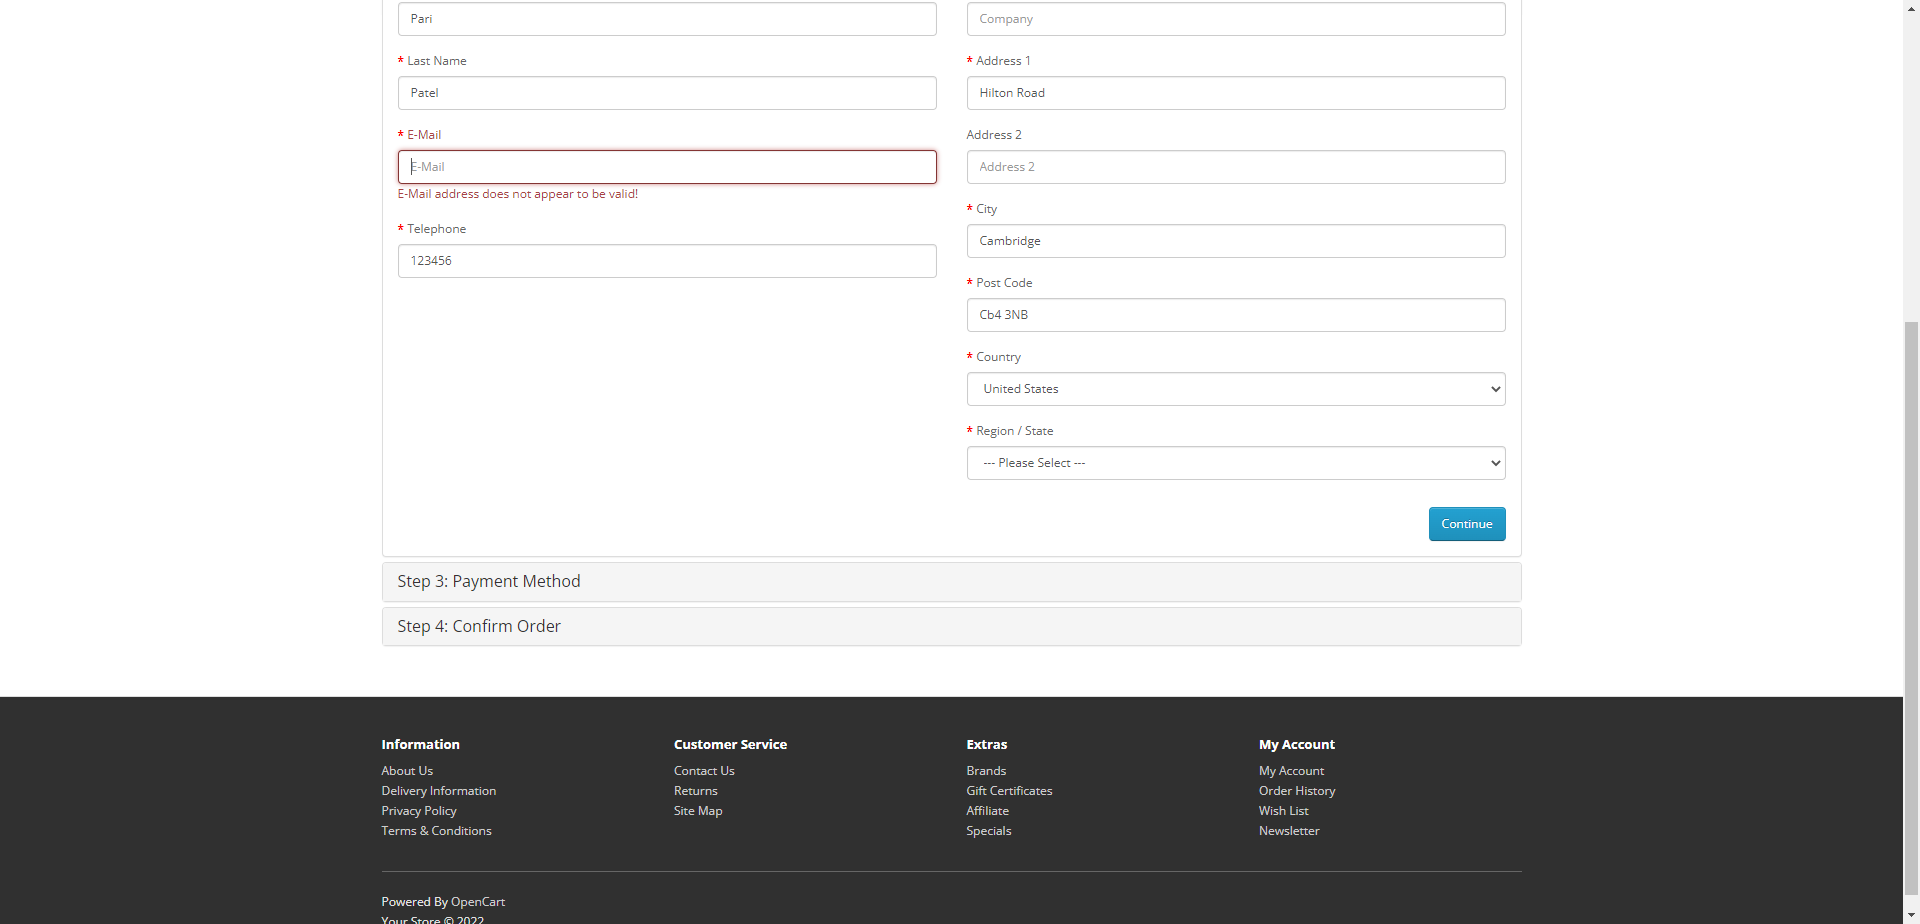 Pari
* Last Name
Patel
* E-Mail
E-Mail
E-Mail address does not appear to be valid!
* Telephone
123456
Company
* Address 1
Hilton Road
Address 2
Address 2
* City
Cambridge
* Post Code
Cb4 3NB
* Country
United States
* Region / State
--- Please Select ---
Continue
Step 3: Payment Method
Step 4: Confirm Order
Information
About Us
Delivery Information
Privacy Policy
Terms & Conditions
Customer Service
Contact Us
Returns
Site Map
Extras
Brands
Gift Certificates
Affiliate
Specials
My Account
My Account
Order History
Wish List
Newsletter
Powered By OpenCart
Your Store © 2022